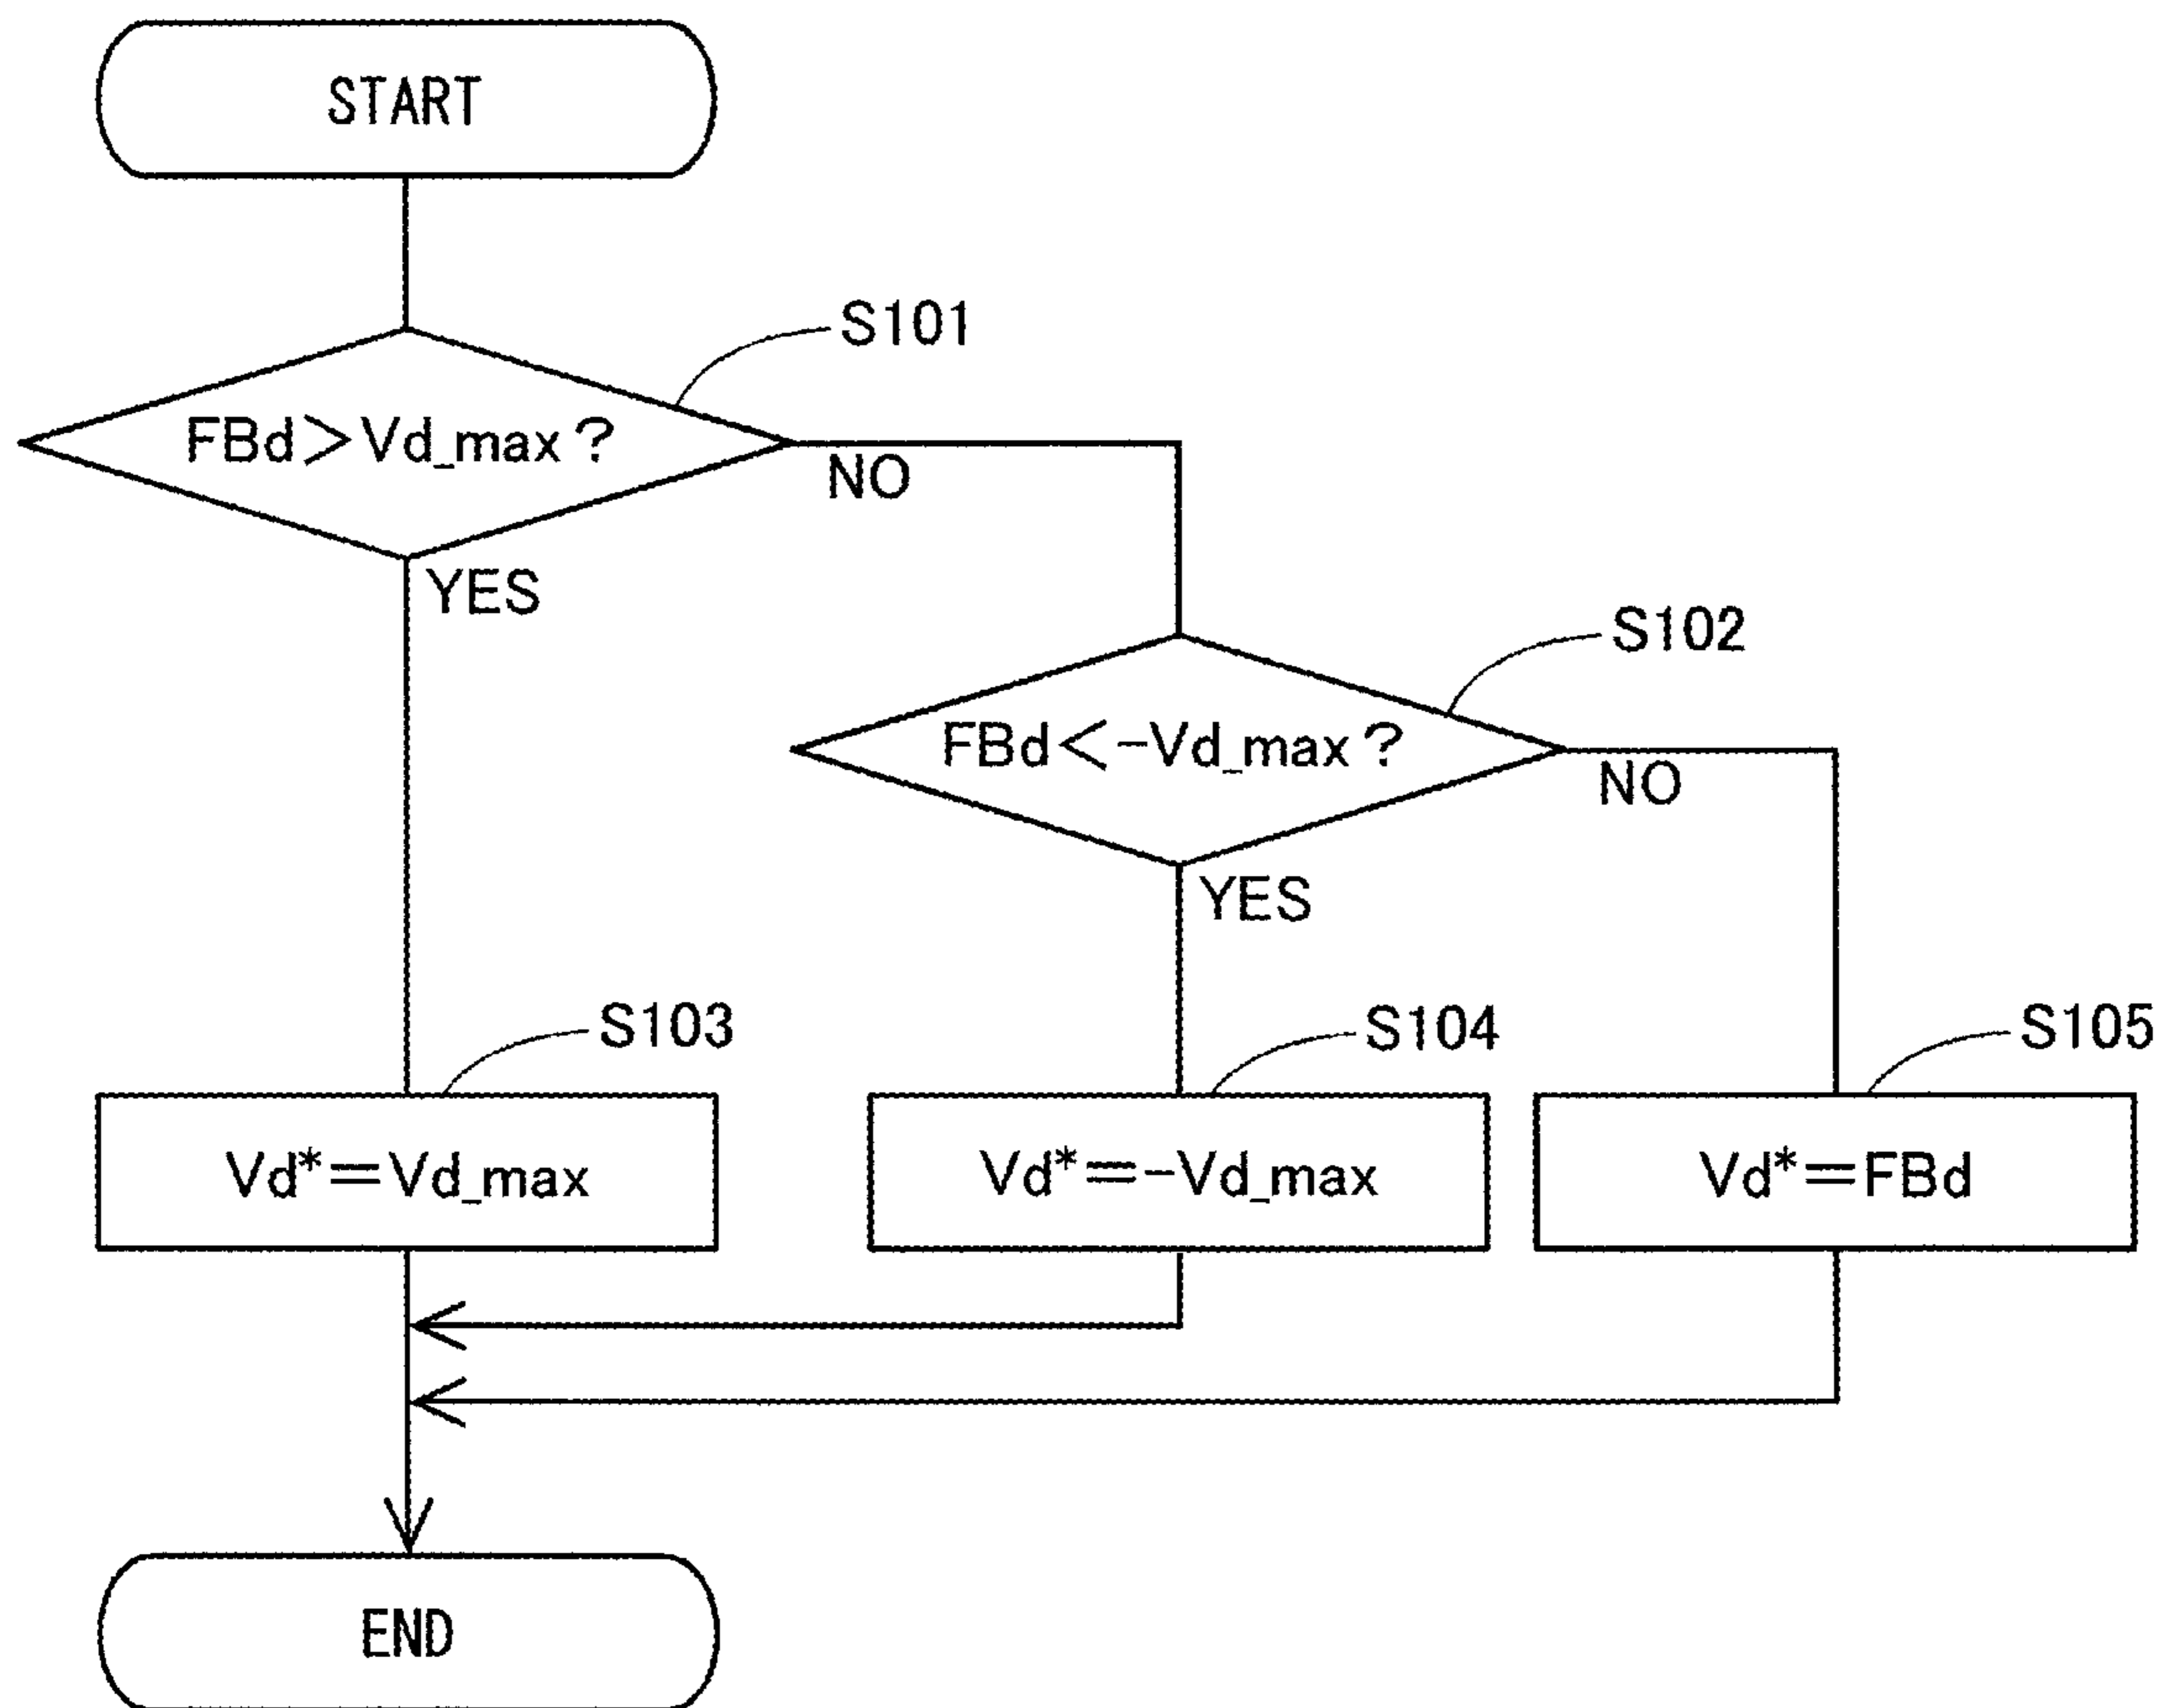 START
S101
FBd＞Vd_max？
NO
YES
S102
FBd＜-Vd_max？
NO
YES
S103
S104
S105
Vd*＝Vd_max
Vd*＝-Vd_max
Vd*＝FBd
END